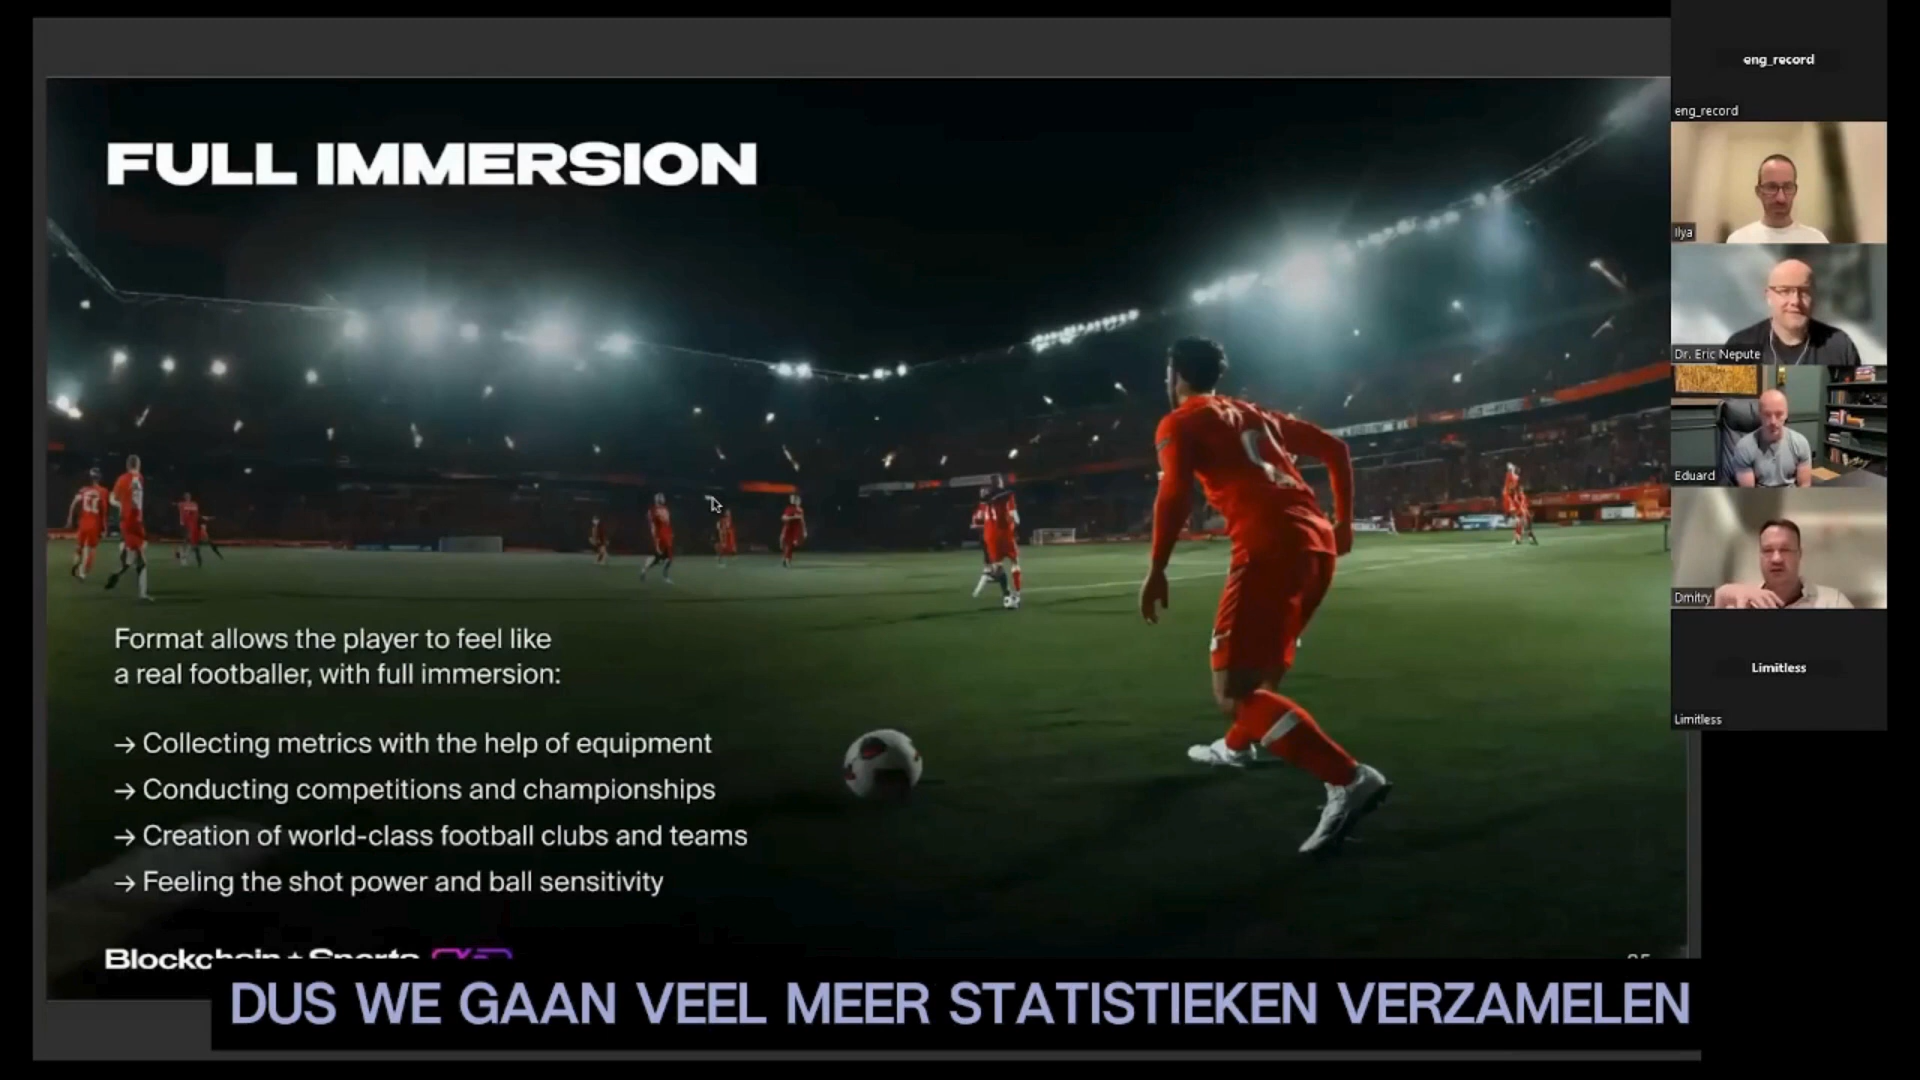 eng_record
eng_record
FULL IMMERSION
Ilya
Dr. Eric Nepute
Eduard
Dmitry
Limitless
Limitless
Format allows the player to feel like
a real footballer, with full immersion:
→ Collecting metrics with the help of equipment
→ Conducting competitions and championships
→ Creation of world-class football clubs and teams
→ Feeling the shot power and ball sensitivity
Blockchain + Sports
DUS WE GAAN VEEL MEER STATISTIEKEN VERZAMELEN